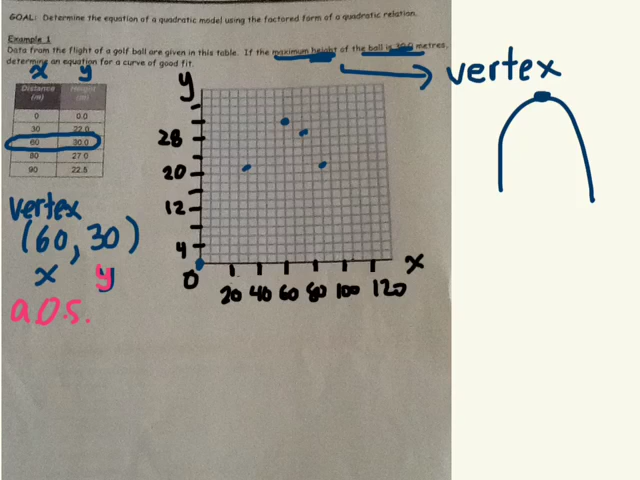 GOAL: Determine the equation of a quadratic model using the factored form of a quadratic relation.
Example 1
Data from the flight of a golf ball are given in this table. If the maximum height of the ball is 30.0 metres,
determine an equation for a curve of good fit.
vertex
x y
Distance (m) Height (m)
0 0.0
30 22.0
60 30.0
80 27.0
90 22.5
y
28
20
12
4
0
20 40 60 80 100 120
x
vertex
(60, 30)
x y
a.O.S.